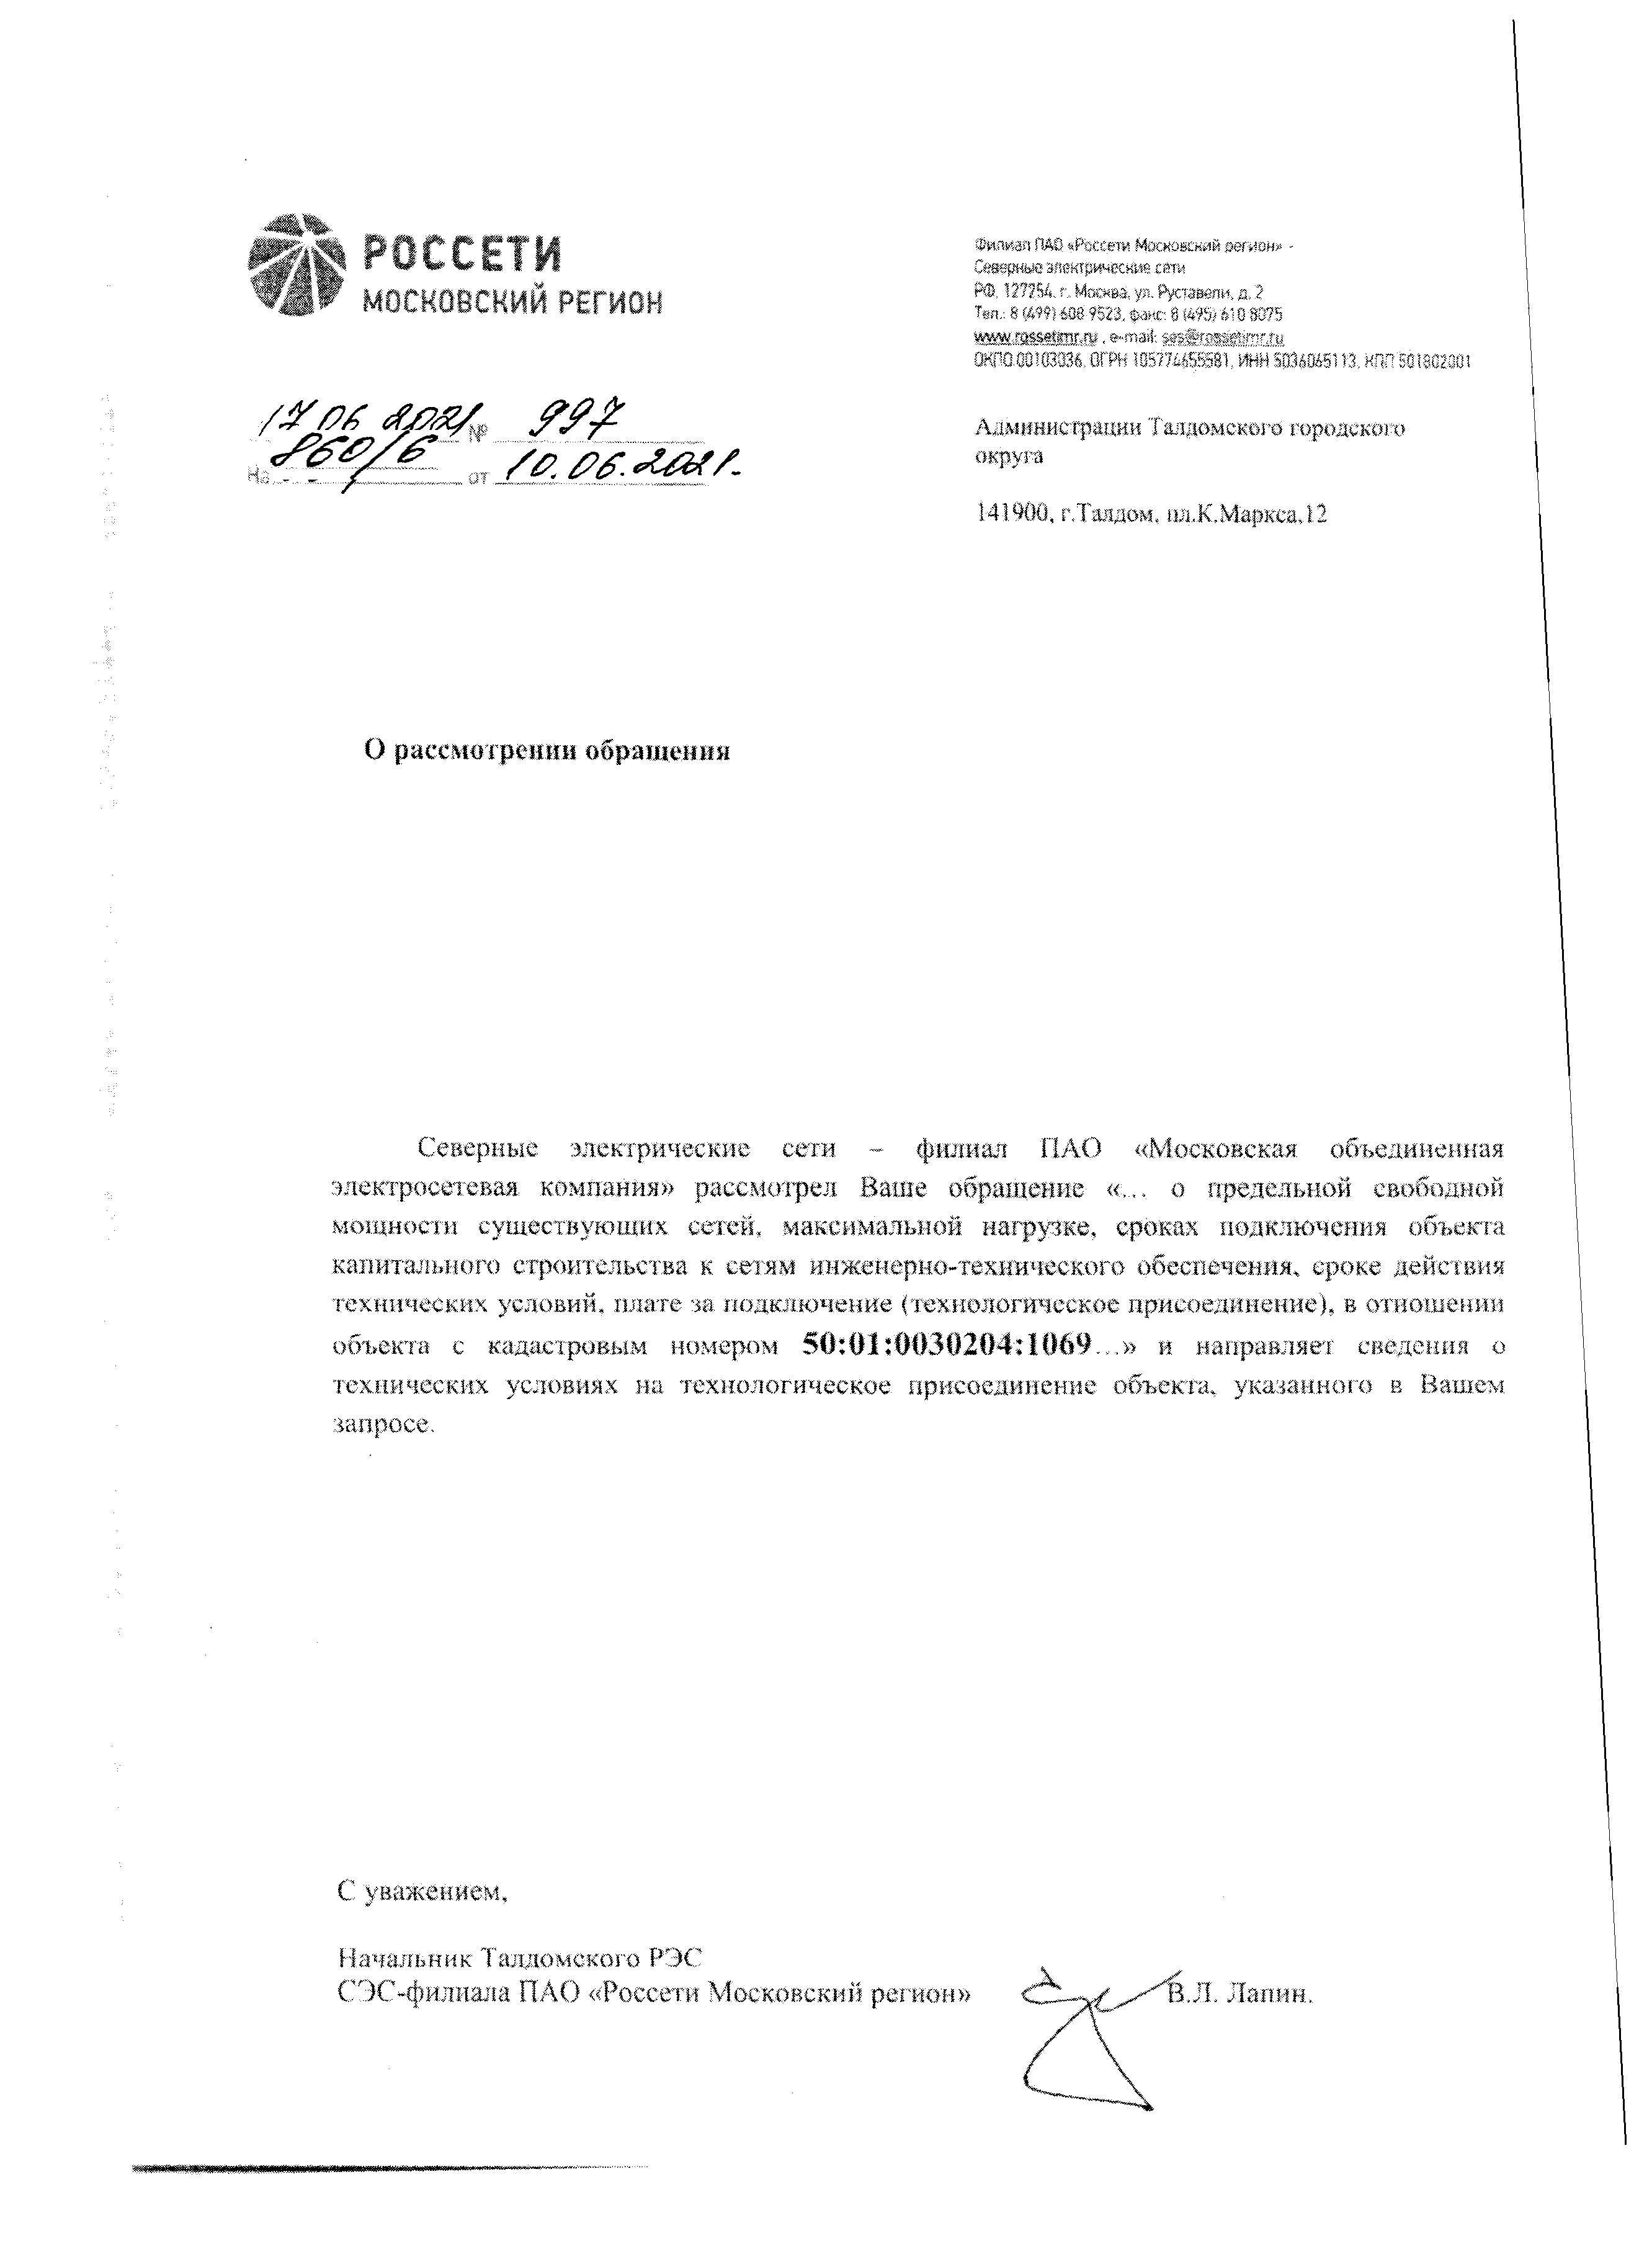 РОССЕТИ
МОСКОВСКИЙ РЕГИОН
Филиал ПАО «Россети Московский регион» -
Северные электрические сети
РФ, 127254, г. Москва, ул. Руставели, д. 2
Тел.: 8 (499) 608 9523, факс: 8 (495) 610 8075
www.rossetimr.ru , e-mail: ses@rossetimr.ru
ОКПО 00103036, ОГРН 105774655581, ИНН 5036065113, КПП 501802001
17 06 2021 № 997
На 860/6 от 10.06.2021.
Администрации Талдомского городского
округа
141900, г.Талдом, пл.К.Маркса,12
О рассмотрении обращения
Северные электрические сети – филиал ПАО «Московская объединенная
электросетевая компания» рассмотрел Ваше обращение «... о предельной свободной
мощности существующих сетей, максимальной нагрузке, сроках подключения объекта
капитального строительства к сетям инженерно-технического обеспечения, сроке действия
технических условий, плате за подключение (технологическое присоединение), в отношении
объекта с кадастровым номером 50:01:0030204:1069...» и направляет сведения о
технических условиях на технологическое присоединение объекта, указанного в Вашем
запросе.
С уважением,
Начальник Талдомского РЭС
СЭС-филиала ПАО «Россети Московский регион» В.Л. Лапин.